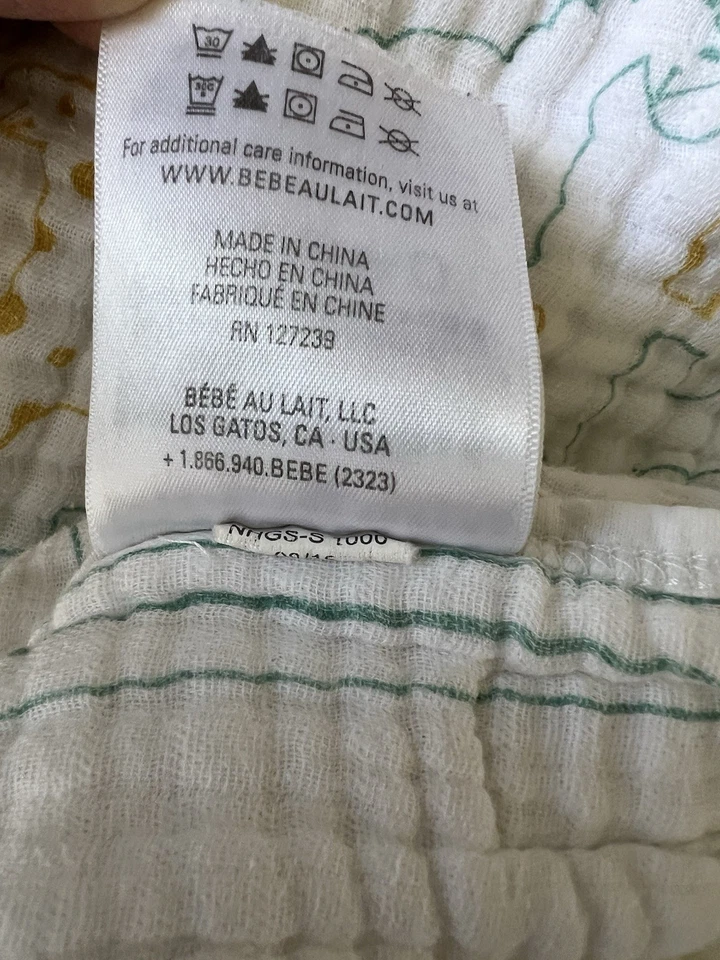 30
For additional care information, visit us at
WWW.BEBEAULAIT.COM
MADE IN CHINA
HECHO EN CHINA
FABRIQUÉ EN CHINE
RN 127239
BÉBÉ AU LAIT, LLC
LOS GATOS, CA · USA
+1.866.940.BEBE (2323)